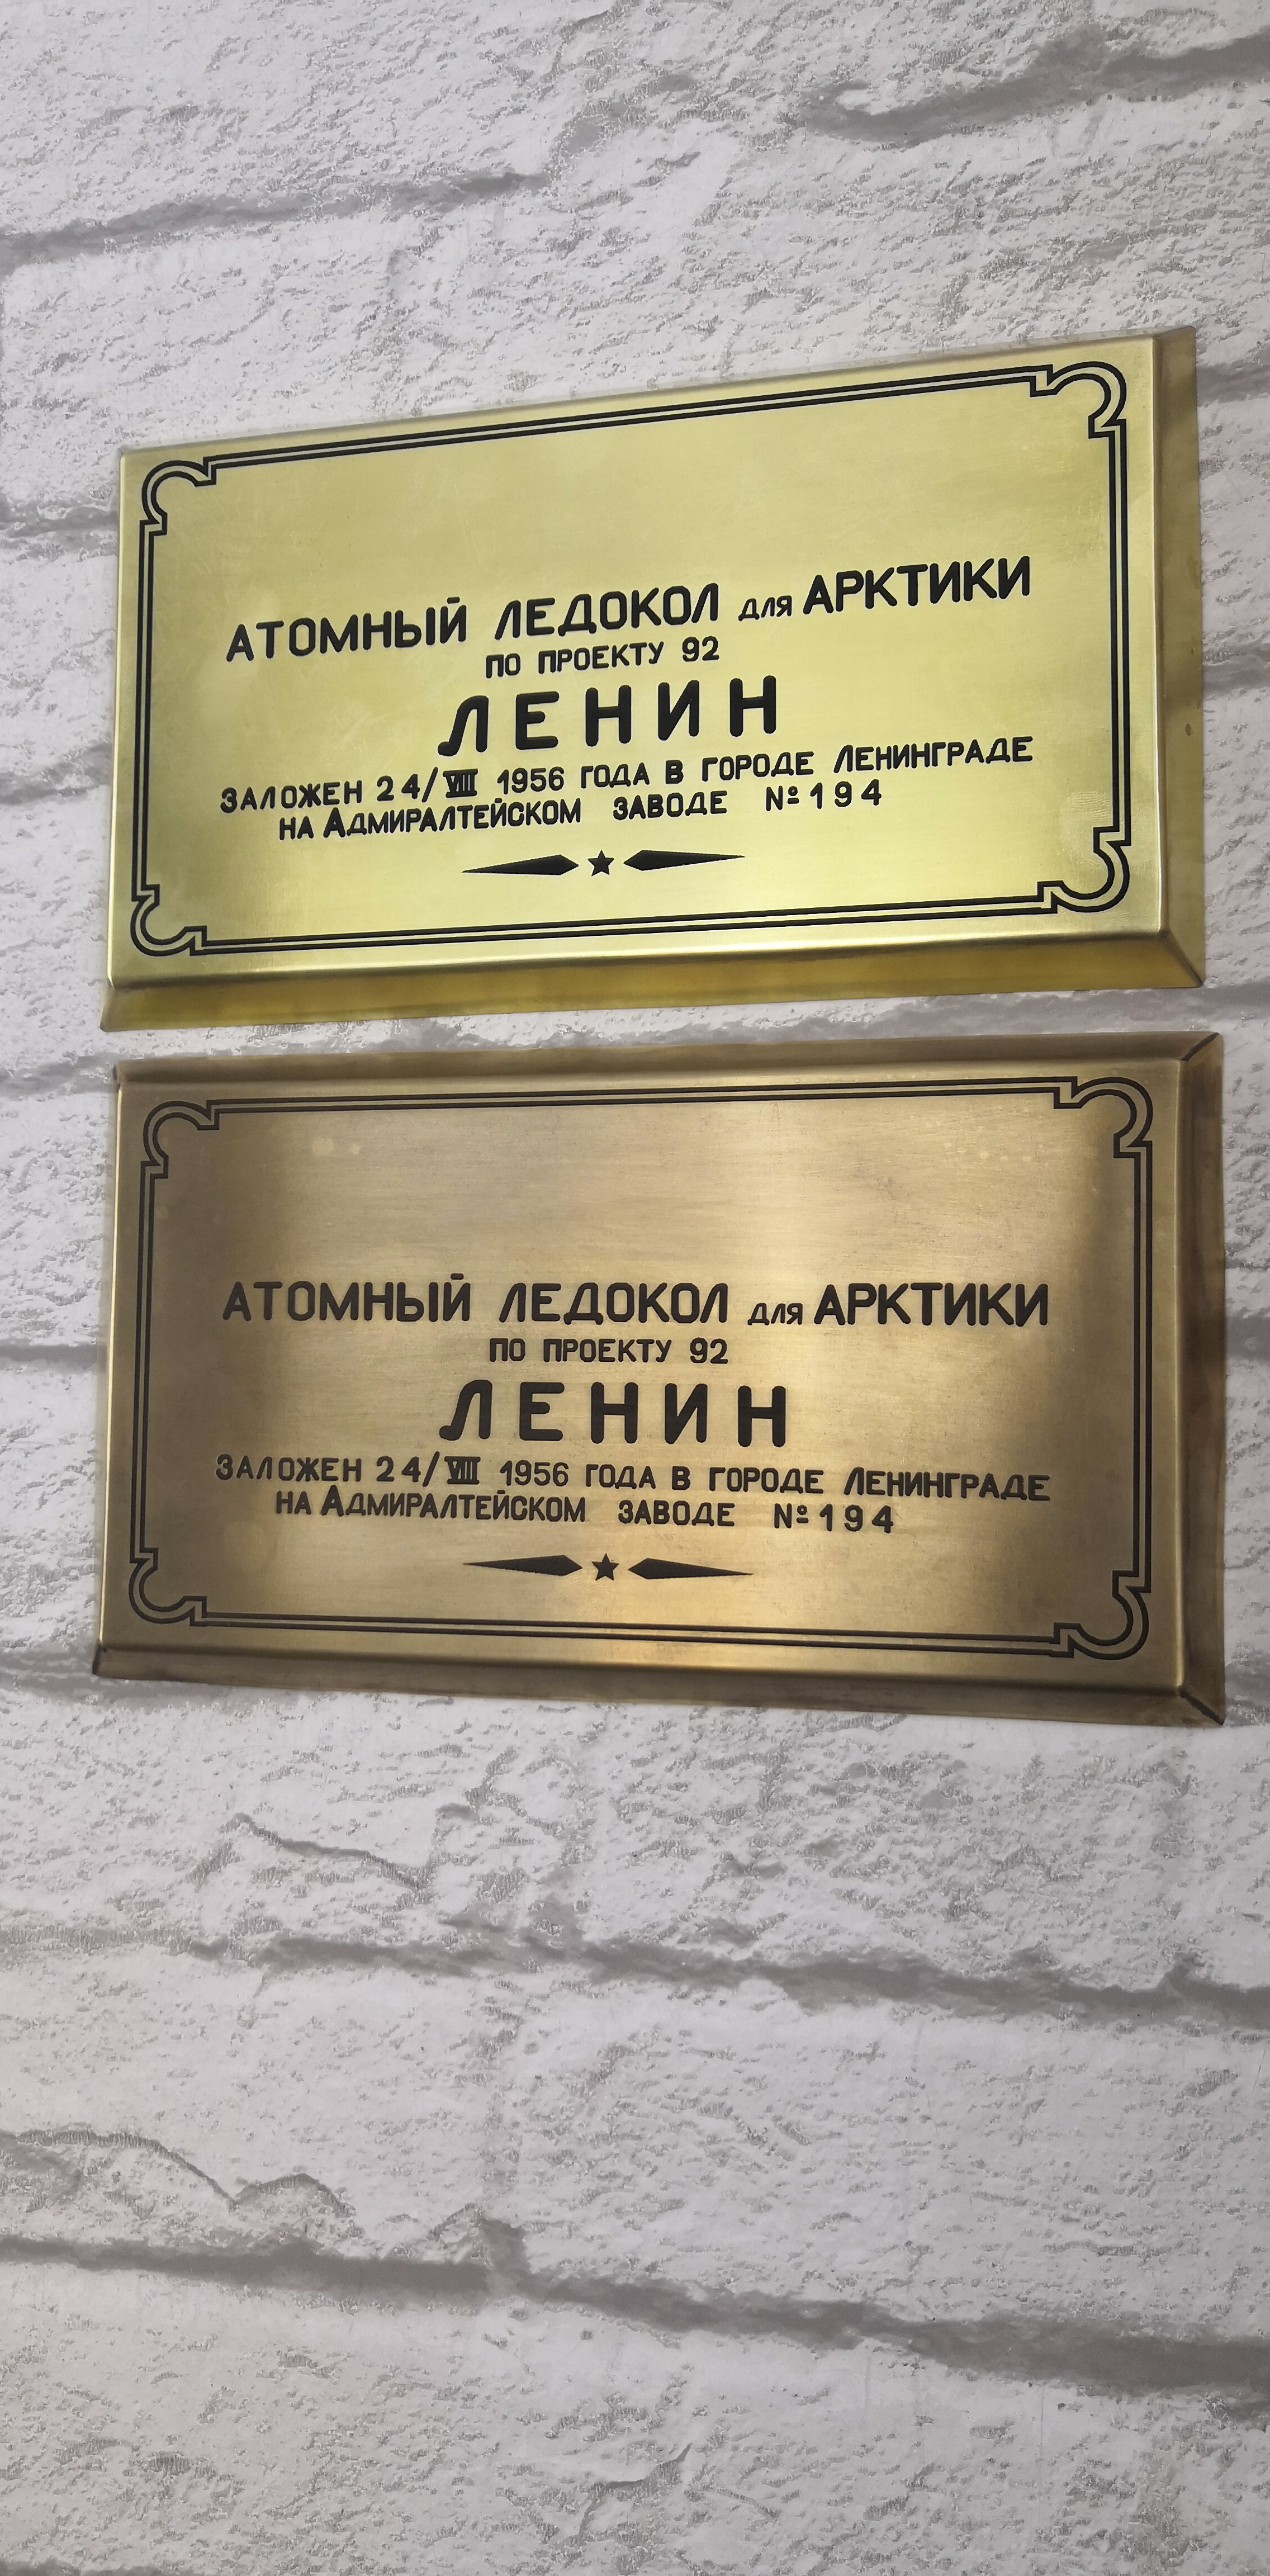 АТОМНЫЙ ЛЕДОКОЛ для АРКТИКИ
ПО ПРОЕКТУ 92
ЛЕНИН
ЗАЛОЖЕН 24/VIII 1956 ГОДА В ГОРОДЕ ЛЕНИНГРАДЕ
НА АДМИРАЛТЕЙСКОМ ЗАВОДЕ №194
АТОМНЫЙ ЛЕДОКОЛ для АРКТИКИ
ПО ПРОЕКТУ 92
ЛЕНИН
ЗАЛОЖЕН 24/VIII 1956 ГОДА В ГОРОДЕ ЛЕНИНГРАДЕ
НА АДМИРАЛТЕЙСКОМ ЗАВОДЕ №194